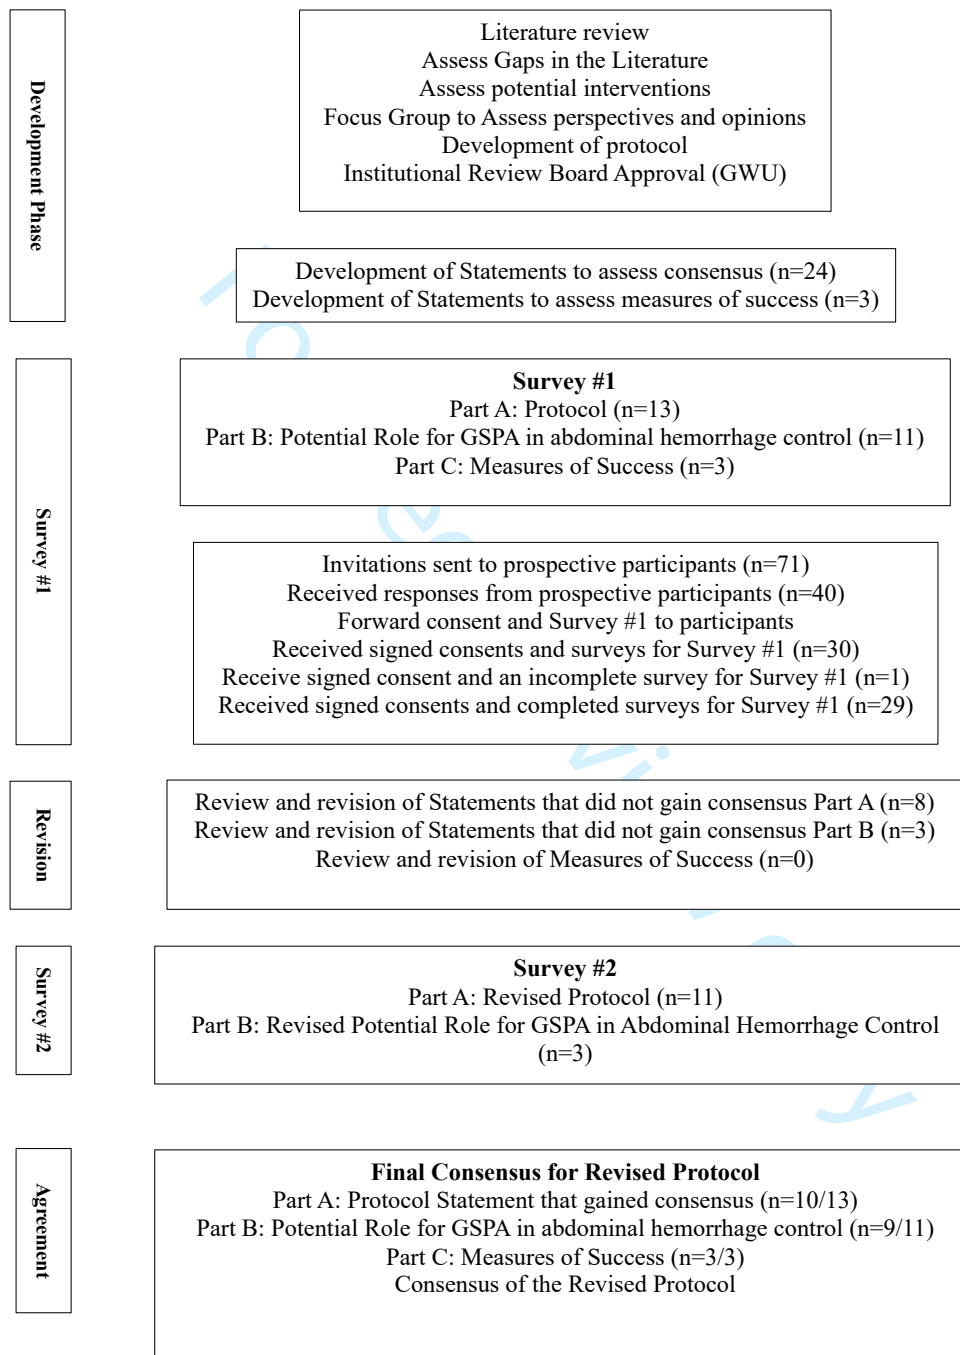 Development Phase
Literature review
Assess Gaps in the Literature
Assess potential interventions
Focus Group to Assess perspectives and opinions
Development of protocol
Institutional Review Board Approval (GWU)
Development of Statements to assess consensus (n=24)
Development of Statements to assess measures of success (n=3)
Survey #1
Survey #1
Part A: Protocol (n=13)
Part B: Potential Role for GSPA in abdominal hemorrhage control (n=11)
Part C: Measures of Success (n=3)
Invitations sent to prospective participants (n=71)
Received responses from prospective participants (n=40)
Forward consent and Survey #1 to participants
Received signed consents and surveys for Survey #1 (n=30)
Receive signed consent and an incomplete survey for Survey #1 (n=1)
Received signed consents and completed surveys for Survey #1 (n=29)
Revision
Review and revision of Statements that did not gain consensus Part A (n=8)
Review and revision of Statements that did not gain consensus Part B (n=3)
Review and revision of Measures of Success (n=0)
Survey #2
Survey #2
Part A: Revised Protocol (n=11)
Part B: Revised Potential Role for GSPA in Abdominal Hemorrhage Control
(n=3)
Agreement
Final Consensus for Revised Protocol
Part A: Protocol Statement that gained consensus (n=10/13)
Part B: Potential Role for GSPA in abdominal hemorrhage control (n=9/11)
Part C: Measures of Success (n=3/3)
Consensus of the Revised Protocol